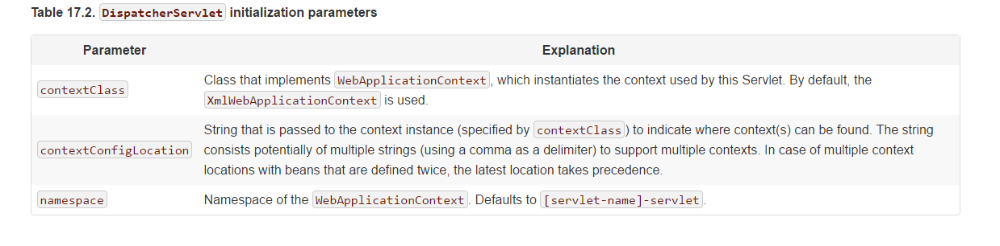 Table 17.2. DispatcherServlet initialization parameters
Parameter Explanation
contextClass
Class that implements WebApplicationContext, which instantiates the context used by this Servlet. By default, the
XmlWebApplicationContext is used.
contextConfigLocation
String that is passed to the context instance (specified by contextClass) to indicate where context(s) can be found. The string
consists potentially of multiple strings (using a comma as a delimiter) to support multiple contexts. In case of multiple context
locations with beans that are defined twice, the latest location takes precedence.
namespace Namespace of the WebApplicationContext. Defaults to [servlet-name]-servlet.